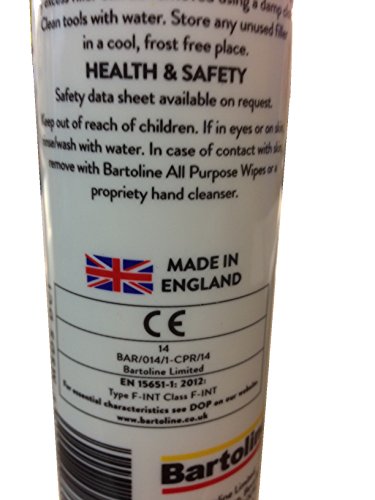 using a damp
Clean tools with water. Store any unused filler
in a cool, frost free place.
HEALTH & SAFETY
Safety data sheet available on request.
Keep out of reach of children. If in eyes or on skin,
rinse/wash with water. In case of contact with skin,
remove with Bartoline All Purpose Wipes or a
propriety hand cleanser.
MADE IN
ENGLAND
CE
14
BAR/014/1-CPR/14
Bartoline Limited
EN 15651-1: 2012:
Type F-INT Class F-INT
For essential characteristics see DOP on our website
www.bartoline.co.uk
Bartoline